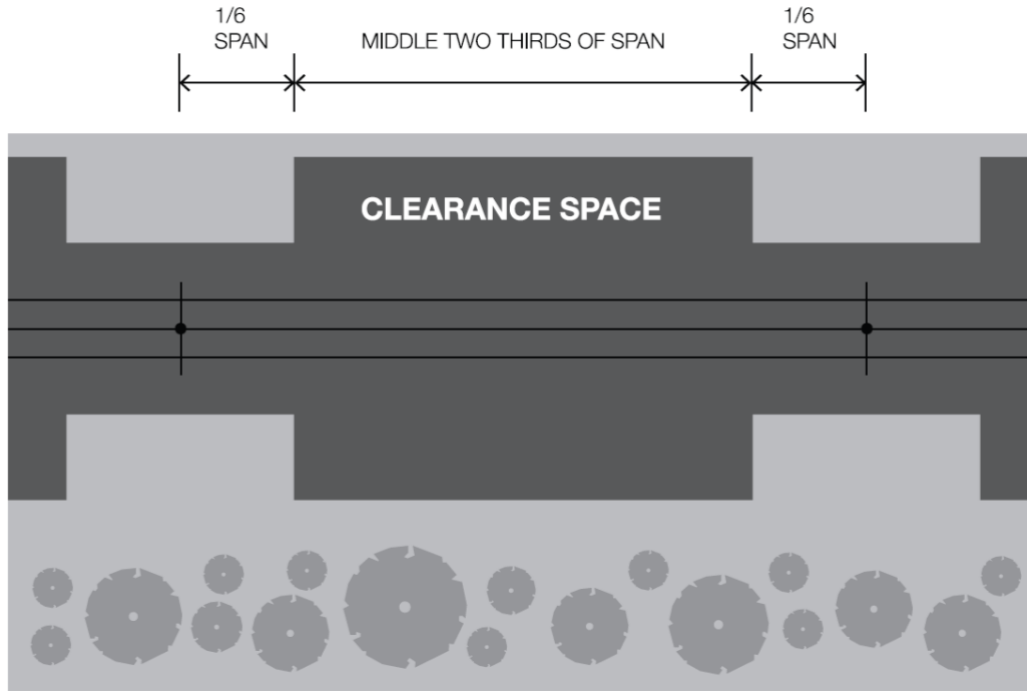 1/6
SPAN
MIDDLE TWO THIRDS OF SPAN
1/6
SPAN
CLEARANCE SPACE